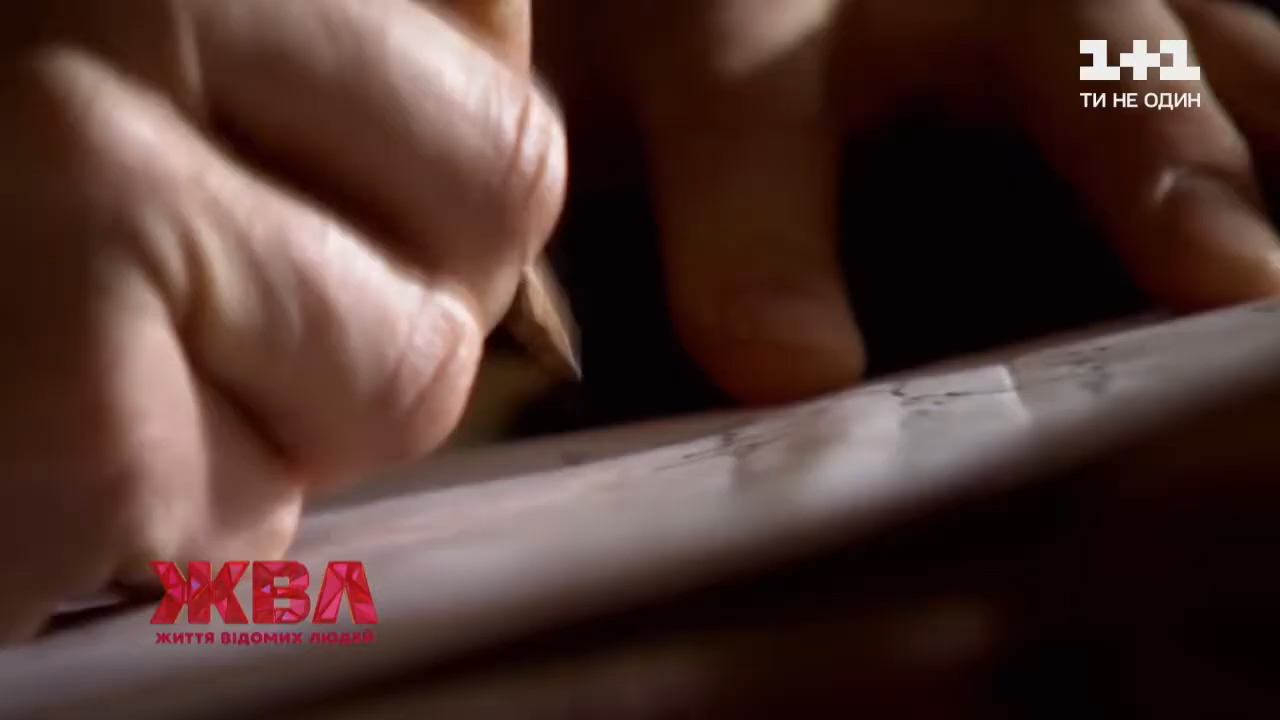 1+1
ТИ НЕ ОДИН
ЖВЛ
ЖИТТЯ ВІДОМИХ ЛЮДЕЙ